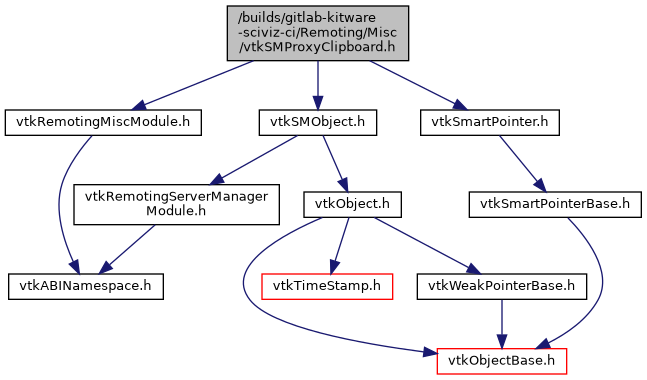 /builds/gitlab-kitware
-sciviz-ci/Remoting/Misc
/vtkSMProxyClipboard.h
vtkRemotingMiscModule.h
vtkSMObject.h
vtkSmartPointer.h
vtkRemotingServerManager
Module.h
vtkObject.h
vtkSmartPointerBase.h
vtkABINamespace.h
vtkTimeStamp.h
vtkWeakPointerBase.h
vtkObjectBase.h